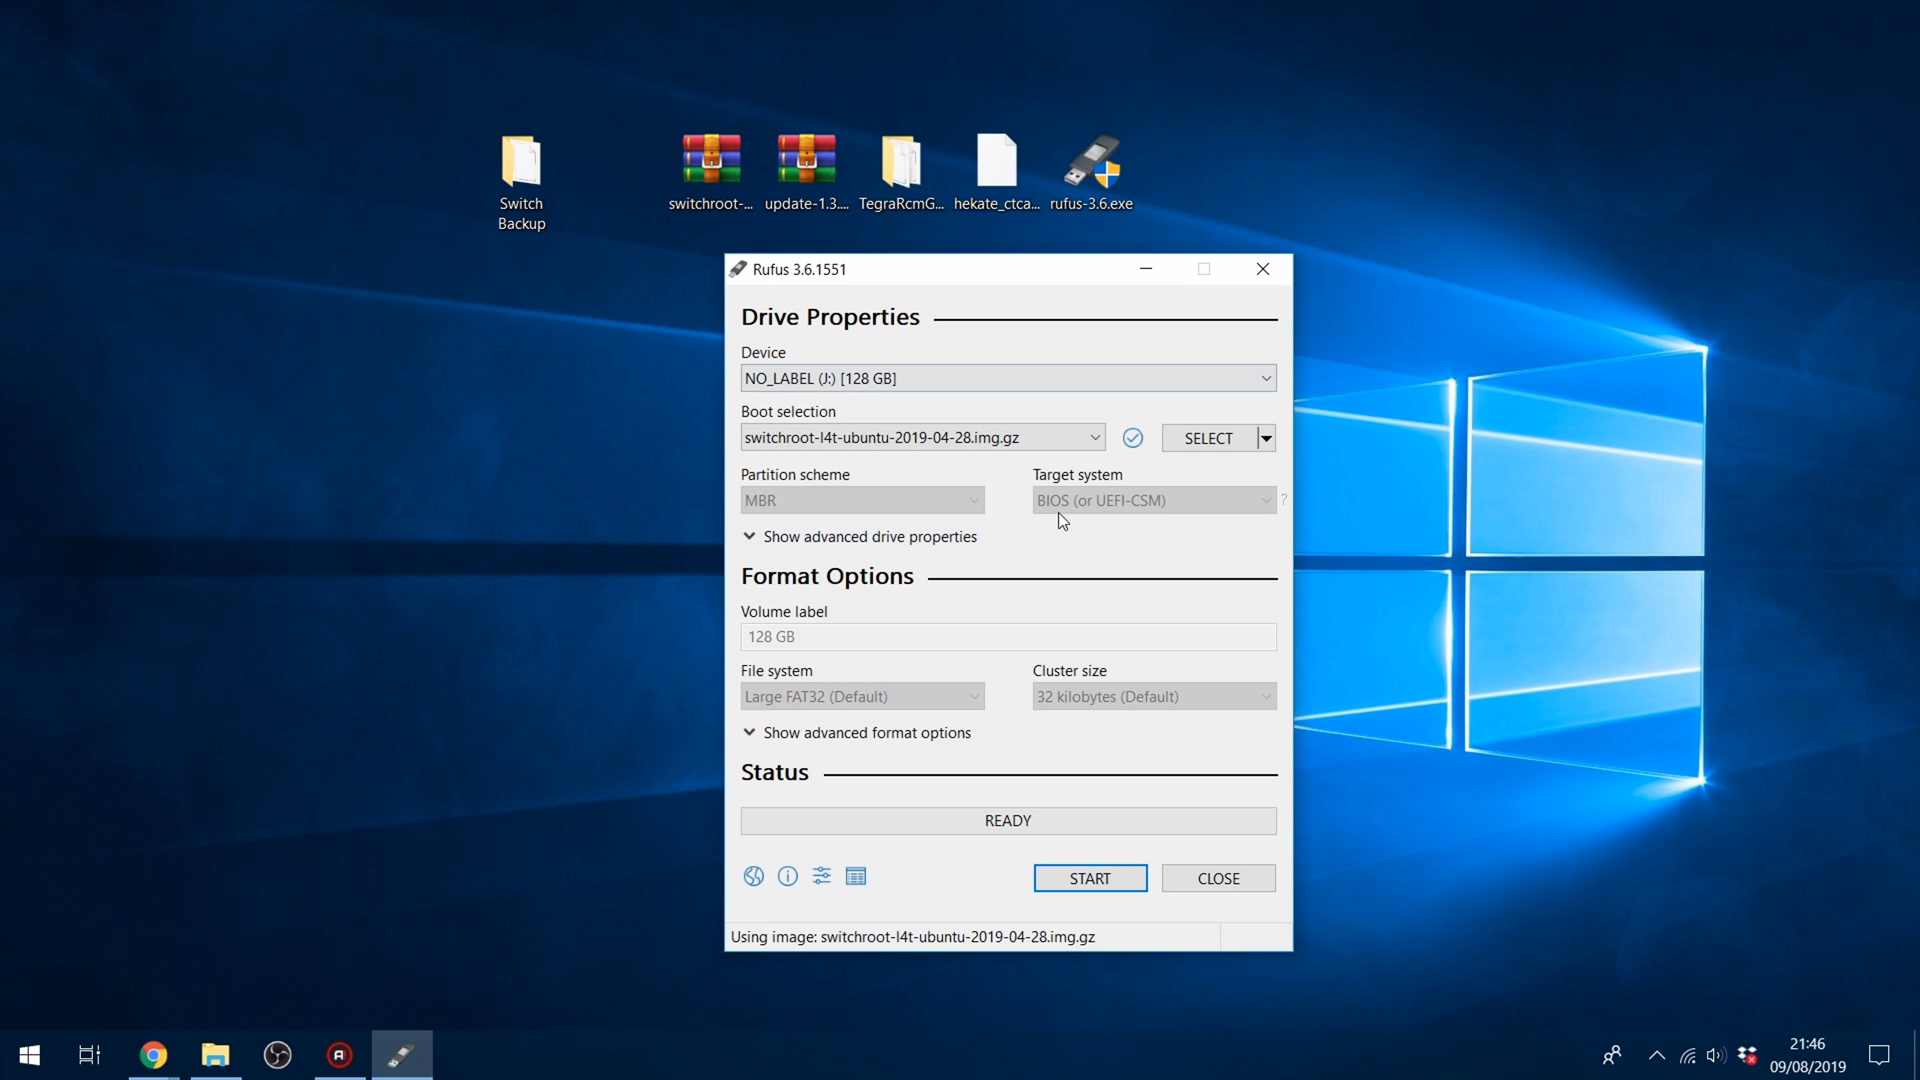 Switch
Backup
switchroot-...
update-1.3....
TegraRcmG...
hekate_ctca...
rufus-3.6.exe
Rufus 3.6.1551
Drive Properties
Device
NO_LABEL (J:) [128 GB]
Boot selection
switchroot-l4t-ubuntu-2019-04-28.img.gz
SELECT
Partition scheme
Target system
MBR
BIOS (or UEFI-CSM)
?
Show advanced drive properties
Format Options
Volume label
128 GB
File system
Cluster size
Large FAT32 (Default)
32 kilobytes (Default)
Show advanced format options
Status
READY
START
CLOSE
Using image: switchroot-l4t-ubuntu-2019-04-28.img.gz
21:46
09/08/2019